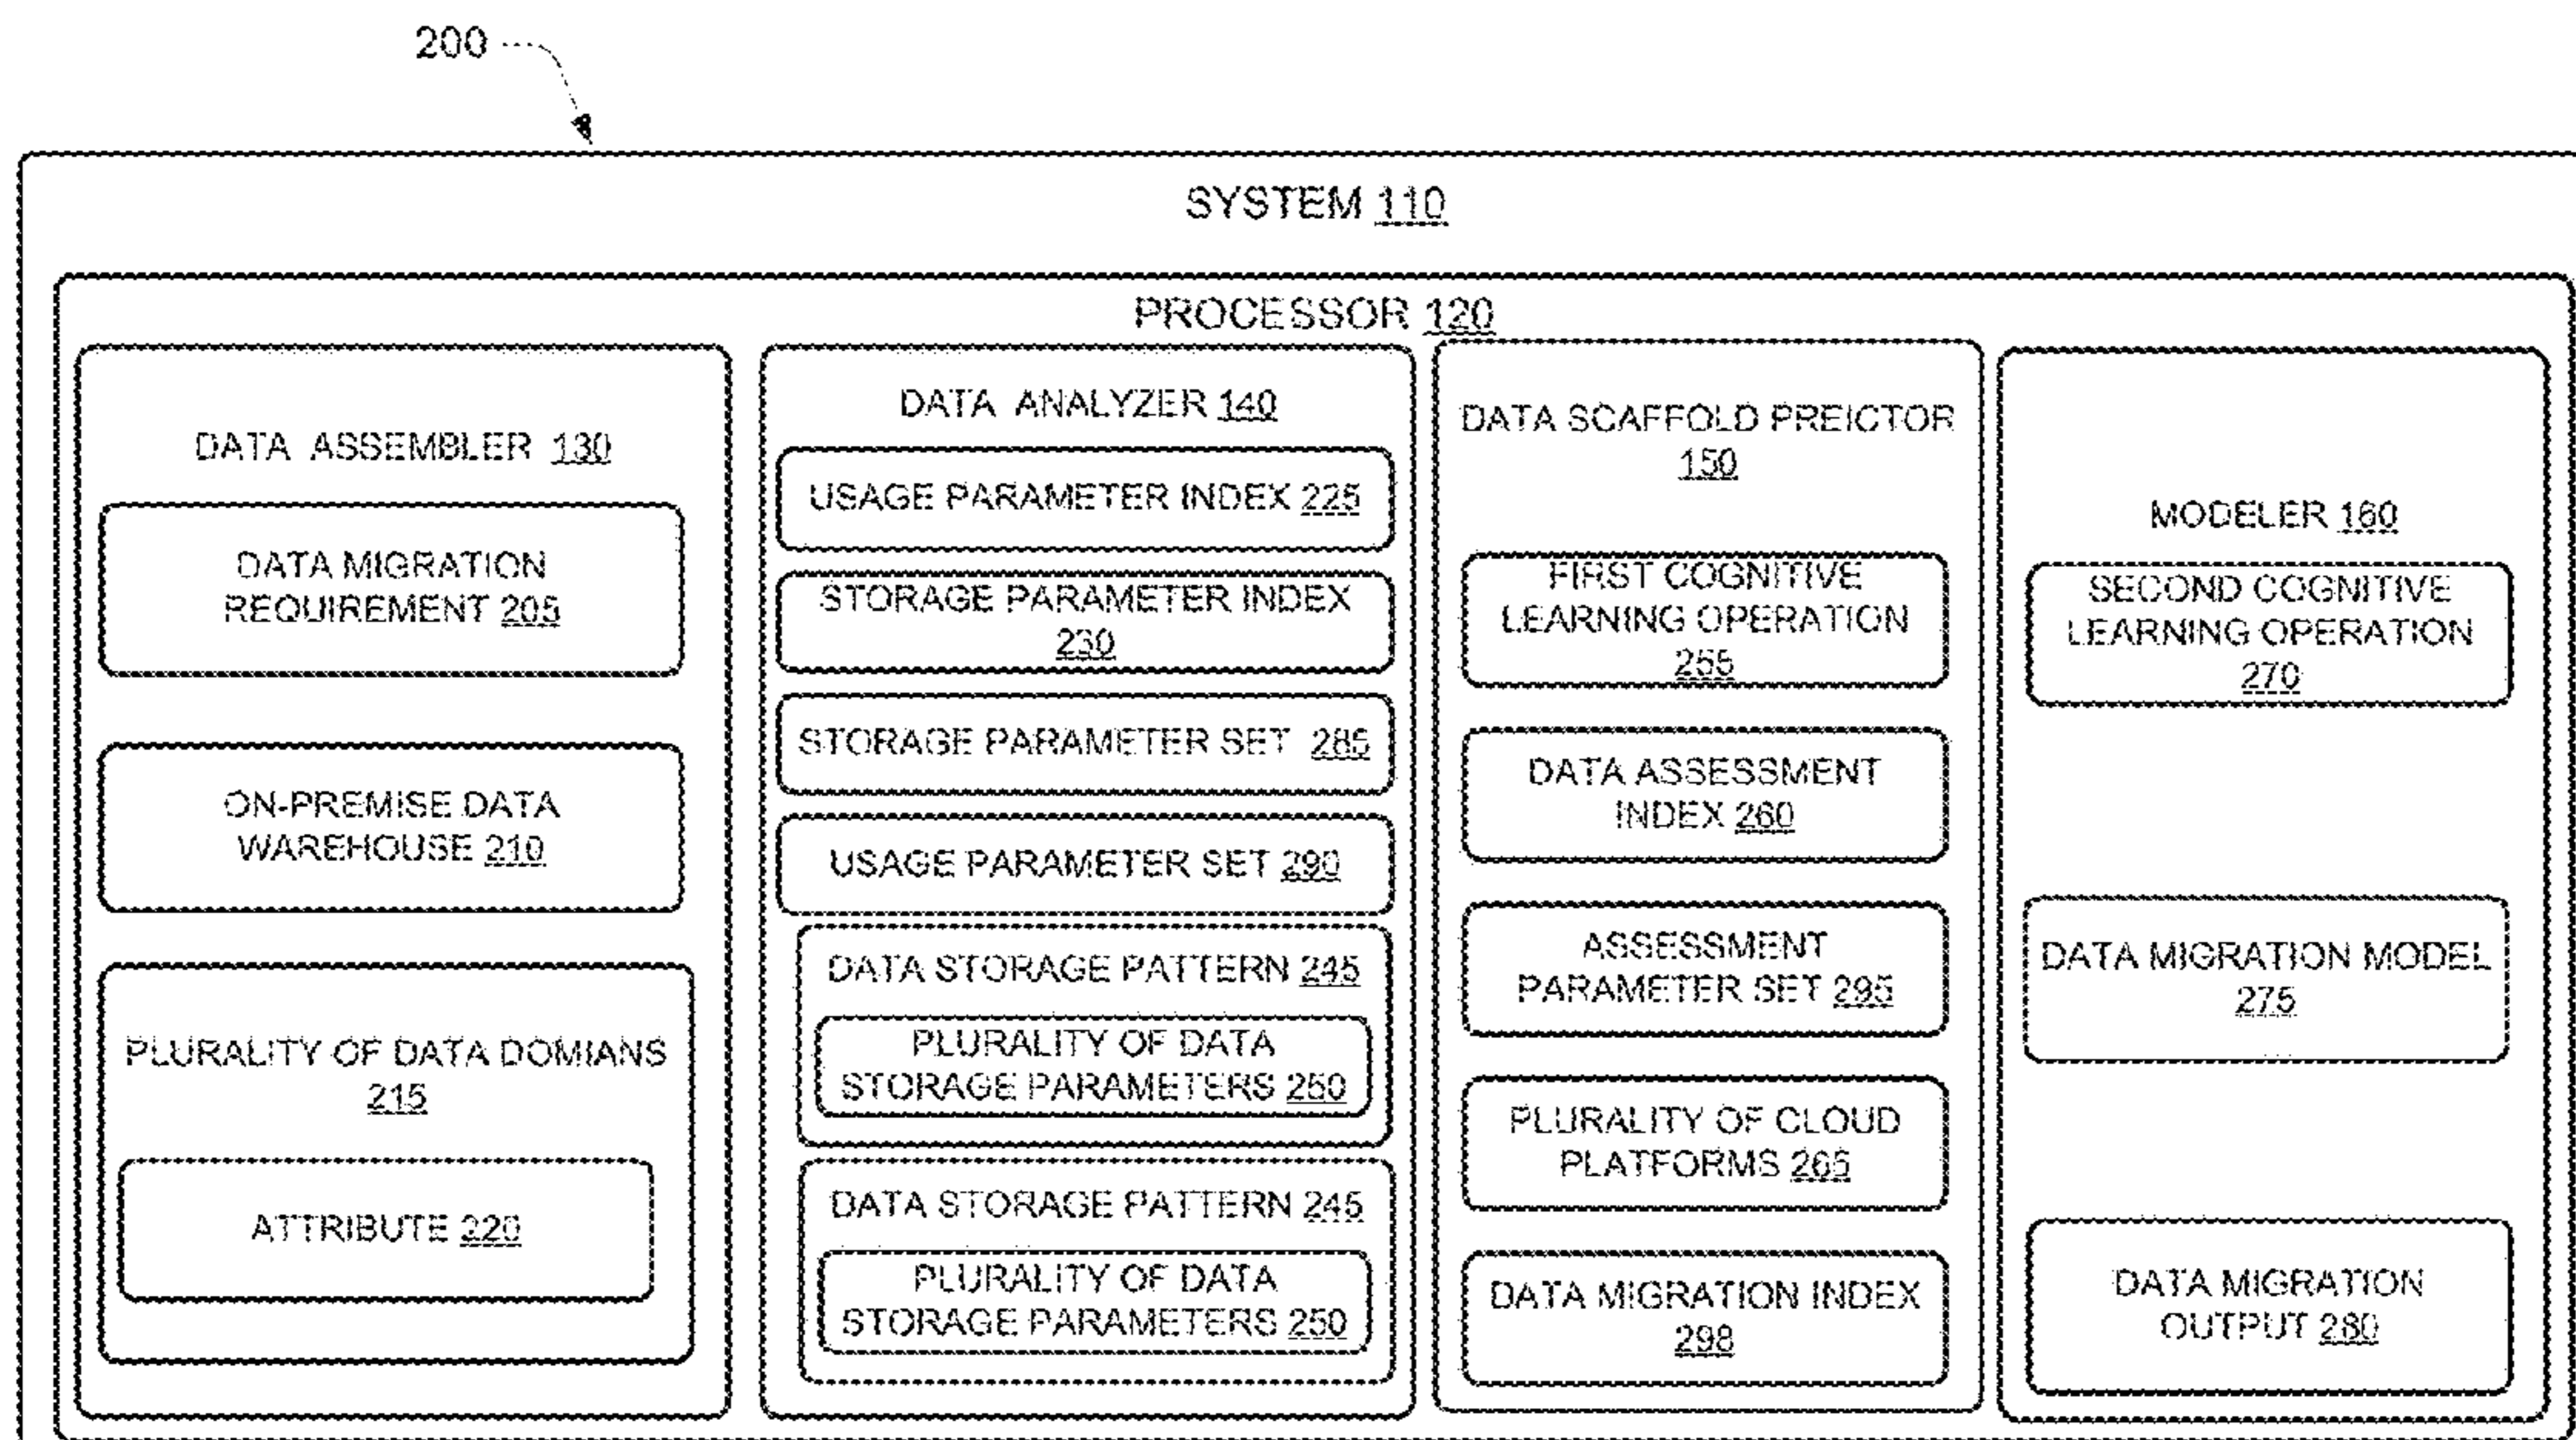 200
SYSTEM 110
PROCESSOR 120
DATA ASSEMBLER 130
DATA MIGRATION
REQUIREMENT 205
ON-PREMISE DATA
WAREHOUSE 210
PLURALITY OF DATA DOMIANS
215
ATTRIBUTE 220
DATA ANALYZER 140
USAGE PARAMETER INDEX 225
STORAGE PARAMETER INDEX
230
STORAGE PARAMETER SET 285
USAGE PARAMETER SET 290
DATA STORAGE PATTERN 245
PLURALITY OF DATA
STORAGE PARAMETERS 250
DATA STORAGE PATTERN 245
PLURALITY OF DATA
STORAGE PARAMETERS 250
DATA SCAFFOLD PREICTOR
150
FIRST COGNITIVE
LEARNING OPERATION
255
DATA ASSESSMENT
INDEX 260
ASSESSMENT
PARAMETER SET 295
PLURALITY OF CLOUD
PLATFORMS 265
DATA MIGRATION INDEX
298
MODELER 160
SECOND COGNITIVE
LEARNING OPERATION
270
DATA MIGRATION MODEL
275
DATA MIGRATION
OUTPUT 280